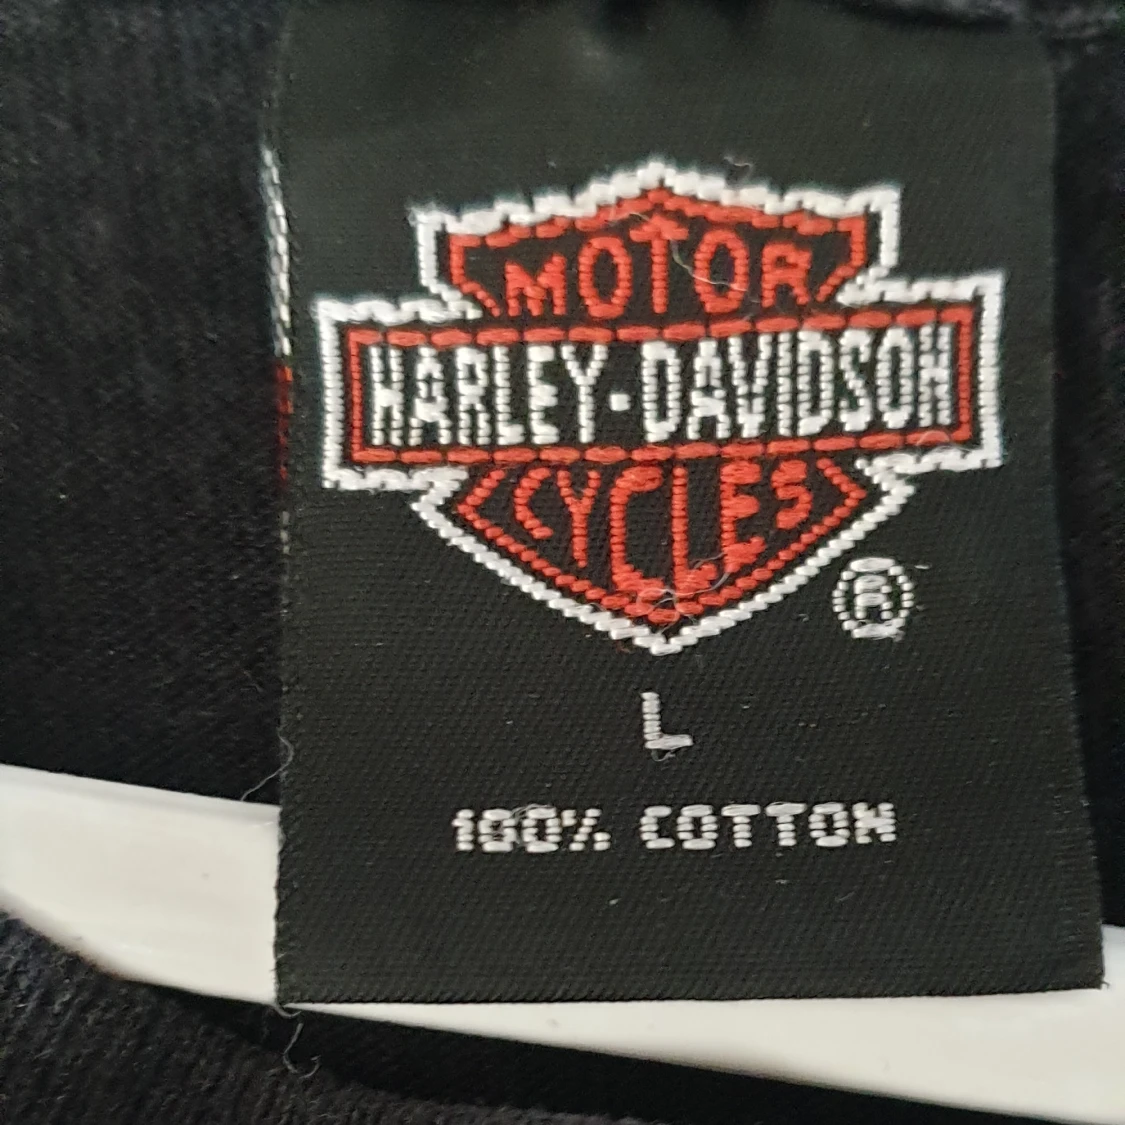 MOTOR
HARLEY-DAVIDSON
CYCLES
®
L
100% COTTON